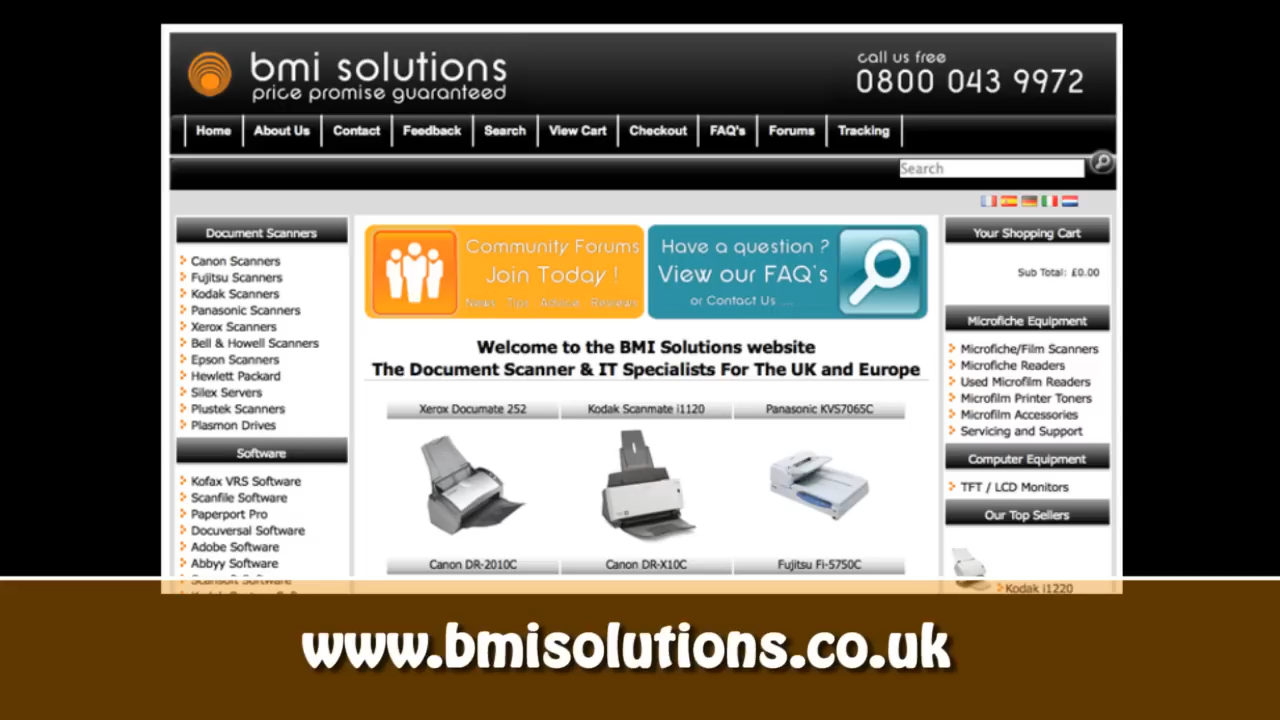 bmi solutions
price promise guaranteed
call us free
0800 043 9972
Home About Us Contact Feedback Search View Cart Checkout FAQ's Forums Tracking
Search
Document Scanners
Canon Scanners
Fujitsu Scanners
Kodak Scanners
Panasonic Scanners
Xerox Scanners
Bell & Howell Scanners
Epson Scanners
Hewlett Packard
Silex Servers
Plustek Scanners
Plasmon Drives
Software
Kofax VRS Software
Scanfile Software
Paperport Pro
Docuversal Software
Adobe Software
Abbyy Software
Scansoft Software
Community Forums
Join Today !
News Tips Advice Reviews
Have a question ?
View our FAQ's
or Contact Us ...
Welcome to the BMI Solutions website
The Document Scanner & IT Specialists For The UK and Europe
Xerox Documate 252 Kodak Scanmate i1120 Panasonic KVS7065C
Canon DR-2010C Canon DR-X10C Fujitsu Fi-5750C
Your Shopping Cart
Sub Total: £0.00
Microfiche Equipment
Microfiche/Film Scanners
Microfiche Readers
Used Microfilm Readers
Microfilm Printer Toners
Microfilm Accessories
Servicing and Support
Computer Equipment
TFT / LCD Monitors
Our Top Sellers
Kodak i1220
www.bmisolutions.co.uk